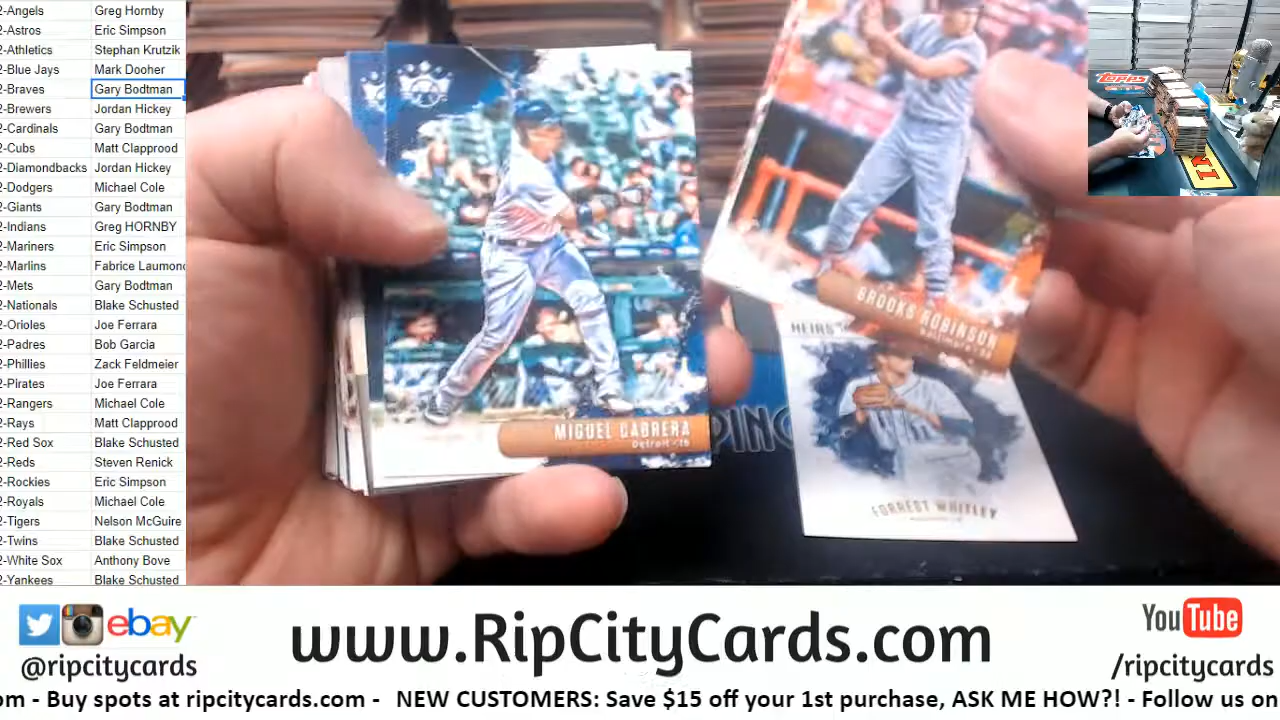 2-Angels Greg Hornby
2-Astros Eric Simpson
2-Athletics Stephan Krutzik
2-Blue Jays Mark Dooher
2-Braves Gary Bodtman
2-Brewers Jordan Hickey
2-Cardinals Gary Bodtman
2-Cubs Matt Clapprood
2-Diamondbacks Jordan Hickey
2-Dodgers Michael Cole
2-Giants Gary Bodtman
2-Indians Greg HORNBY
2-Mariners Eric Simpson
2-Marlins Fabrice Laumond
2-Mets Gary Bodtman
2-Nationals Blake Schusted
2-Orioles Joe Ferrara
2-Padres Bob Garcia
2-Phillies Zack Feldmeier
2-Pirates Joe Ferrara
2-Rangers Michael Cole
2-Rays Matt Clapprood
2-Red Sox Blake Schusted
2-Reds Steven Renick
2-Rockies Eric Simpson
2-Royals Michael Cole
2-Tigers Nelson McGuire
2-Twins Blake Schusted
2-White Sox Anthony Bove
2-Yankees Blake Schusted
MIGUEL CABRERA
Detroit-1B
BROOKS ROBINSON
HEIRS
FORREST WHITLEY
PING
Topps
ebay
@ripcitycards
www.RipCityCards.com
YouTube
/ripcitycards
om - Buy spots at ripcitycards.com - NEW CUSTOMERS: Save $15 off your 1st purchase, ASK ME HOW?! - Follow us on